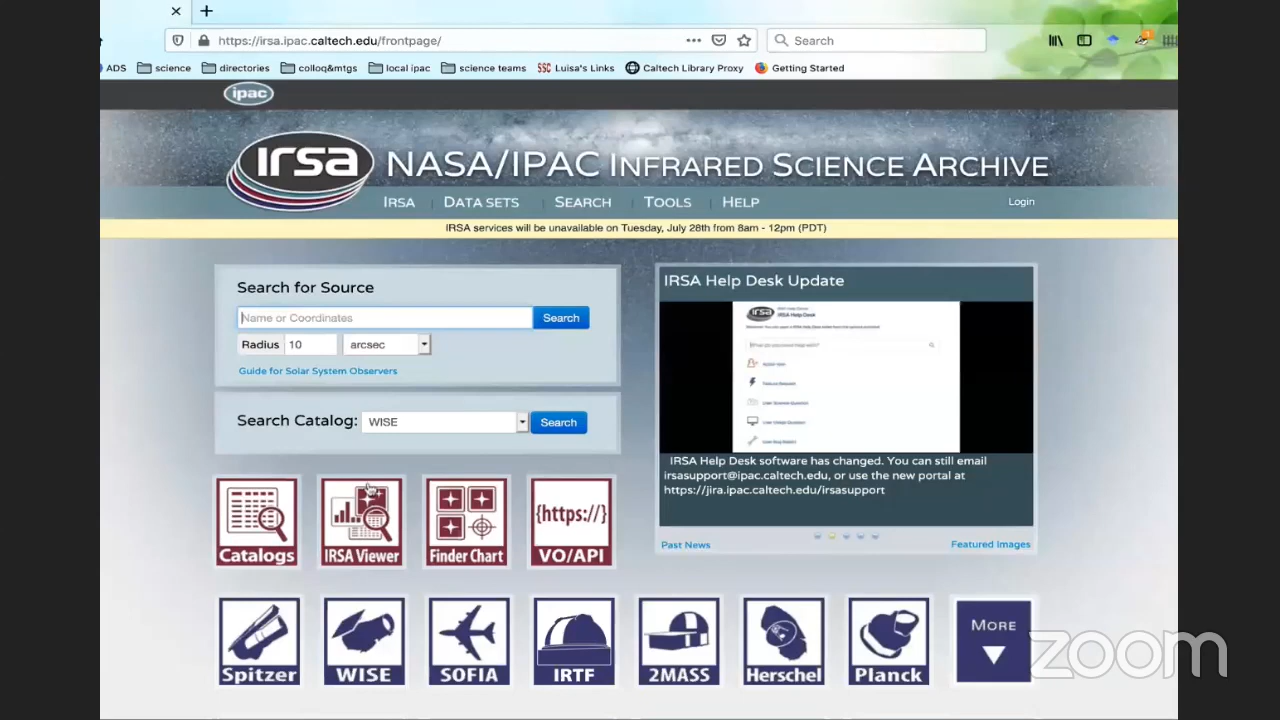 https://irsa.ipac.caltech.edu/frontpage/
Search
ADS science directories colloq&mtgs local ipac science teams Luisa's Links Caltech Library Proxy Getting Started
ipac
irsa NASA/IPAC INFRARED SCIENCE ARCHIVE
IRSA DATA SETS SEARCH TOOLS HELP Login
IRSA services will be unavailable on Tuesday, July 28th from 8am - 12pm (PDT)
Search for Source
Name or Coordinates Search
Radius 10 arcsec
Guide for Solar System Observers
Search Catalog: WISE Search
IRSA Help Desk Update
irsa IRSA Help Desk
IRSA Help Desk software has changed. You can still email
irsasupport@ipac.caltech.edu, or use the new portal at
https://jira.ipac.caltech.edu/irsasupport
Past News Featured Images
{https://}
Catalogs IRSA Viewer Finder Chart VO/API
MORE
Spitzer WISE SOFIA IRTF 2MASS Herschel Planck
zoom